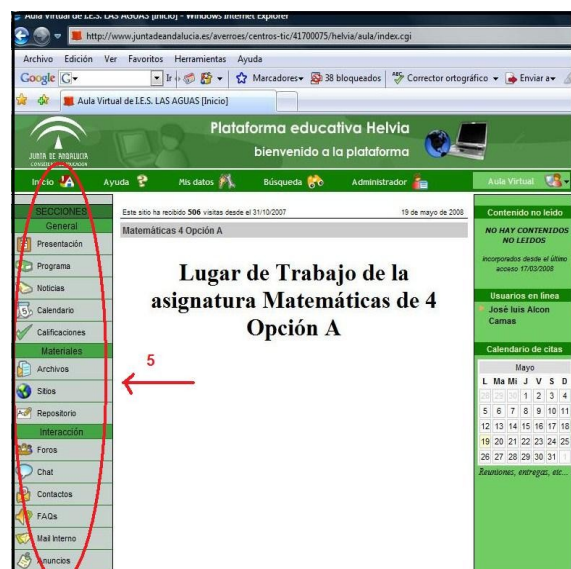 Aula Virtual de I.E.S. LAS AGUAS [Inicio] - Windows Internet Explorer
http://www.juntadeandalucia.es/averroes/centros-tic/41700075/helvia/aula/index.cgi
Archivo Edición Ver Favoritos Herramientas Ayuda
Google G Ir Marcadores 38 bloqueados Corrector ortográfico Enviar a
Aula Virtual de I.E.S. LAS AGUAS [Inicio]
Plataforma educativa Helvia
bienvenido a la plataforma
JUNTA DE ANDALUCIA
Inicio Ayuda Mis datos Búsqueda Administrador Aula Virtual
SECCIONES
General
Presentación
Programa
Noticias
Calendario
Calificaciones
Materiales
Archivos
Sitios
Repositorio
Interacción
Foros
Chat
Contactos
FAQs
Mail Interno
Anuncios
Este sitio ha recibido 506 visitas desde el 31/10/2007 19 de mayo de 2008
Matemáticas 4 Opción A
Lugar de Trabajo de la
asignatura Matemáticas de 4
Opción A
5
Contenido no leído
NO HAY CONTENIDOS
NO LEIDOS
incorporados desde el último
acceso 17/03/2008
Usuarios en línea
José luis Alcon
Camas
Calendario de citas
Mayo
L Ma Mi J V S D
28 29 30 1 2 3 4
5 6 7 8 9 10 11
12 13 14 15 16 17 18
19 20 21 22 23 24 25
26 27 28 29 30 31 1
Reuniones, entregas, etc...